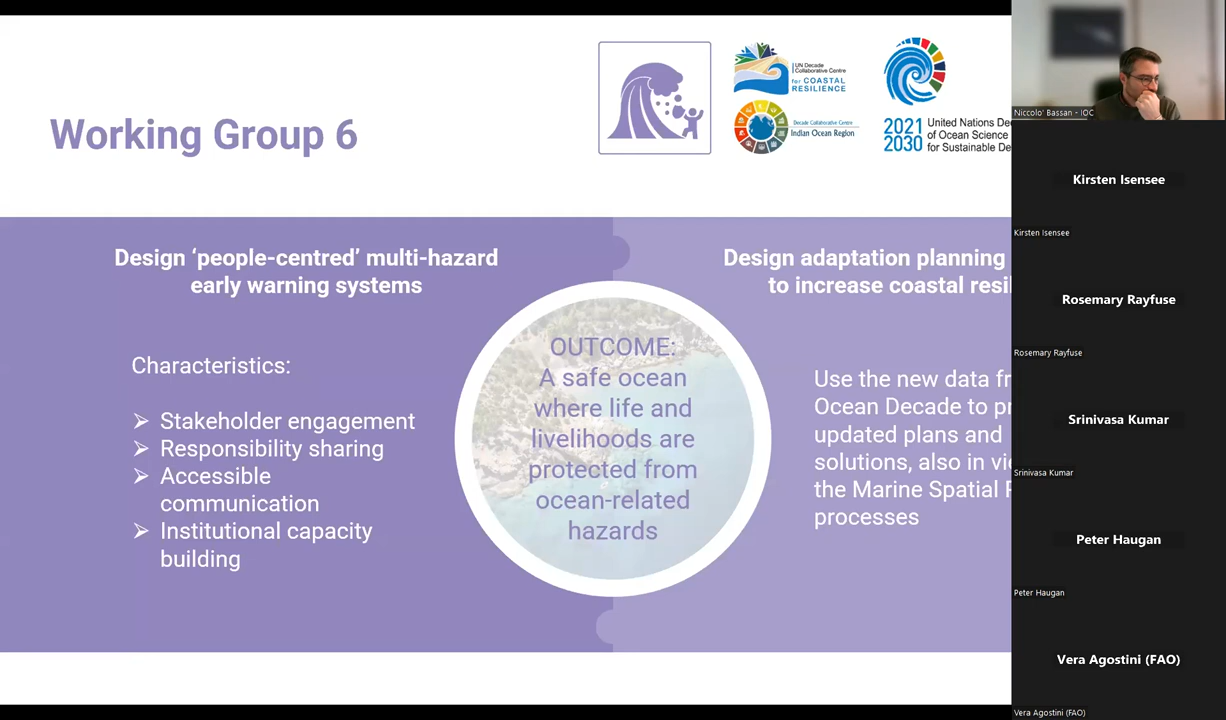 Working Group 6
UN Decade
Collaborative Centre
for COASTAL
RESILIENCE
Decade Collaborative Centre
Indian Ocean Region
2021
2030
United Nations De
of Ocean Science
for Sustainable De
Design ‘people-centred’ multi-hazard
early warning systems
Characteristics:
➢ Stakeholder engagement
➢ Responsibility sharing
➢ Accessible
communication
➢ Institutional capacity
building
OUTCOME:
A safe ocean
where life and
livelihoods are
protected from
ocean-related
hazards
Design adaptation planning
to increase coastal resil
Use the new data fr
Ocean Decade to pr
updated plans and
solutions, also in vi
the Marine Spatial P
processes
Niccolo' Bassan - IOC
Kirsten Isensee
Kirsten Isensee
Rosemary Rayfuse
Rosemary Rayfuse
Srinivasa Kumar
Srinivasa Kumar
Peter Haugan
Peter Haugan
Vera Agostini (FAO)
Vera Agostini (FAO)